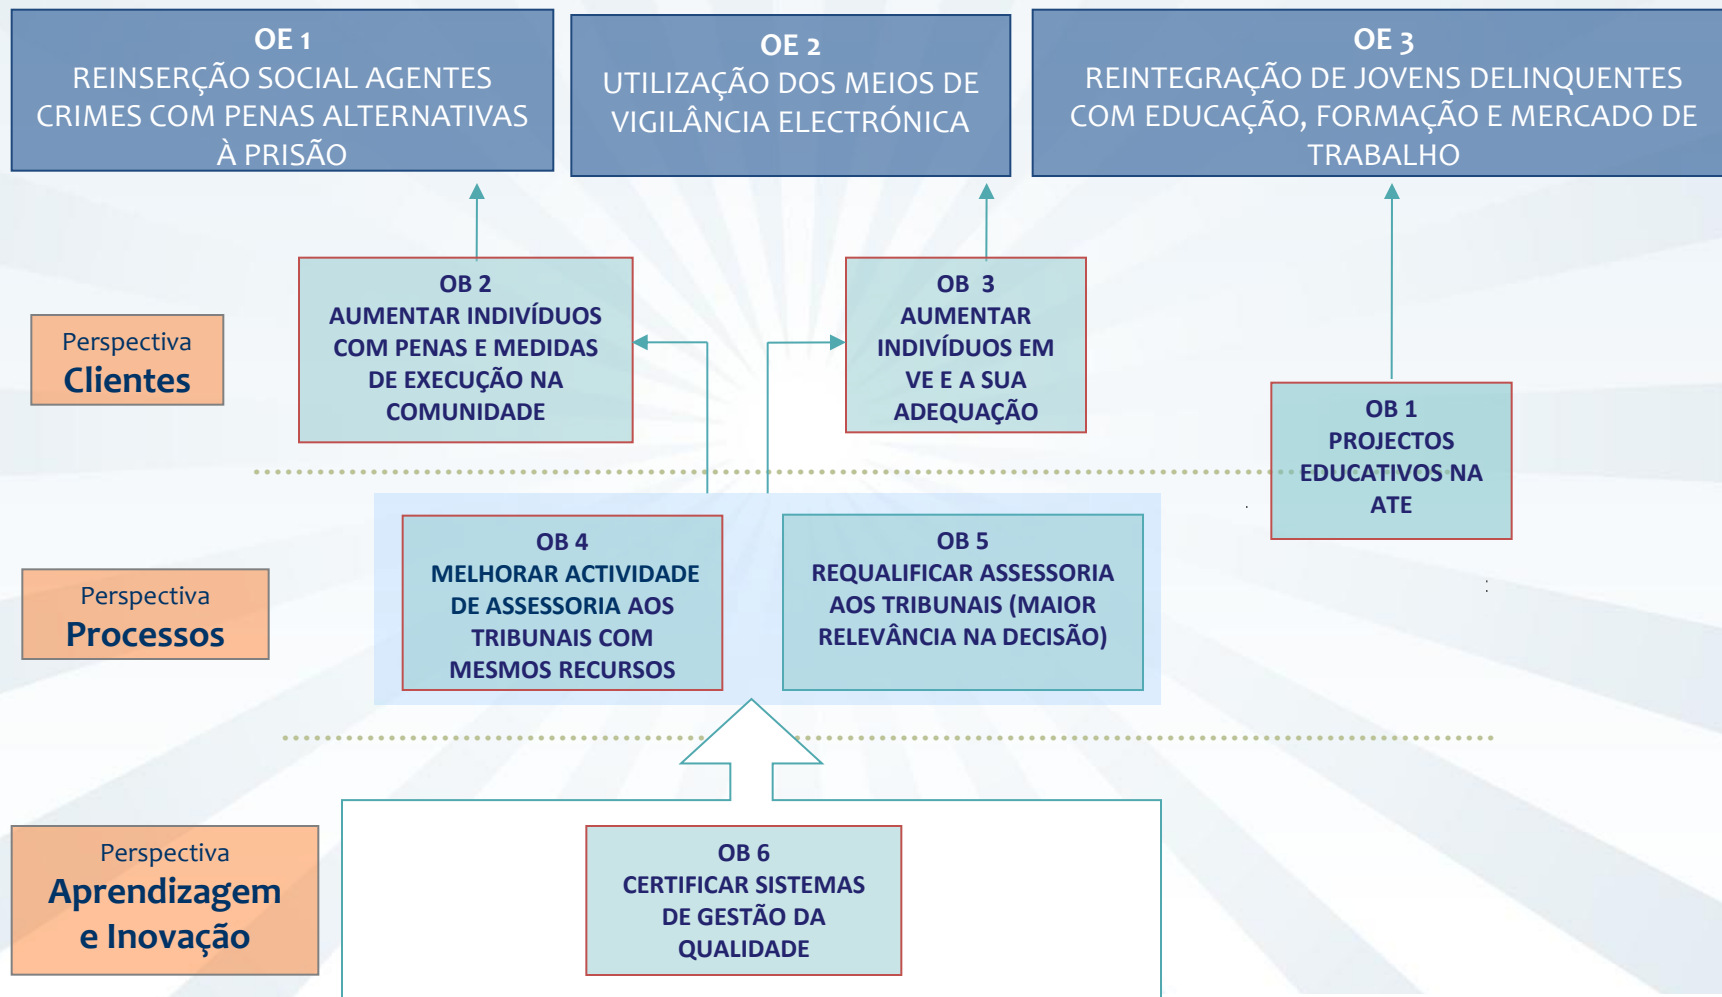 OE 1
REINSERÇÃO SOCIAL AGENTES
CRIMES COM PENAS ALTERNATIVAS
À PRISÃO
OE 2
UTILIZAÇÃO DOS MEIOS DE
VIGILÂNCIA ELECTRÓNICA
OE 3
REINTEGRAÇÃO DE JOVENS DELINQUENTES
COM EDUCAÇÃO, FORMAÇÃO E MERCADO DE
TRABALHO
Perspectiva
Clientes
OB 2
AUMENTAR INDIVÍDUOS
COM PENAS E MEDIDAS
DE EXECUÇÃO NA
COMUNIDADE
OB 3
AUMENTAR
INDIVÍDUOS EM
VE E A SUA
ADEQUAÇÃO
OB 1
PROJECTOS
EDUCATIVOS NA
ATE
Perspectiva
Processos
OB 4
MELHORAR ACTIVIDADE
DE ASSESSORIA AOS
TRIBUNAIS COM
MESMOS RECURSOS
OB 5
REQUALIFICAR ASSESSORIA
AOS TRIBUNAIS (MAIOR
RELEVÂNCIA NA DECISÃO)
Perspectiva
Aprendizagem
e Inovação
OB 6
CERTIFICAR SISTEMAS
DE GESTÃO DA
QUALIDADE